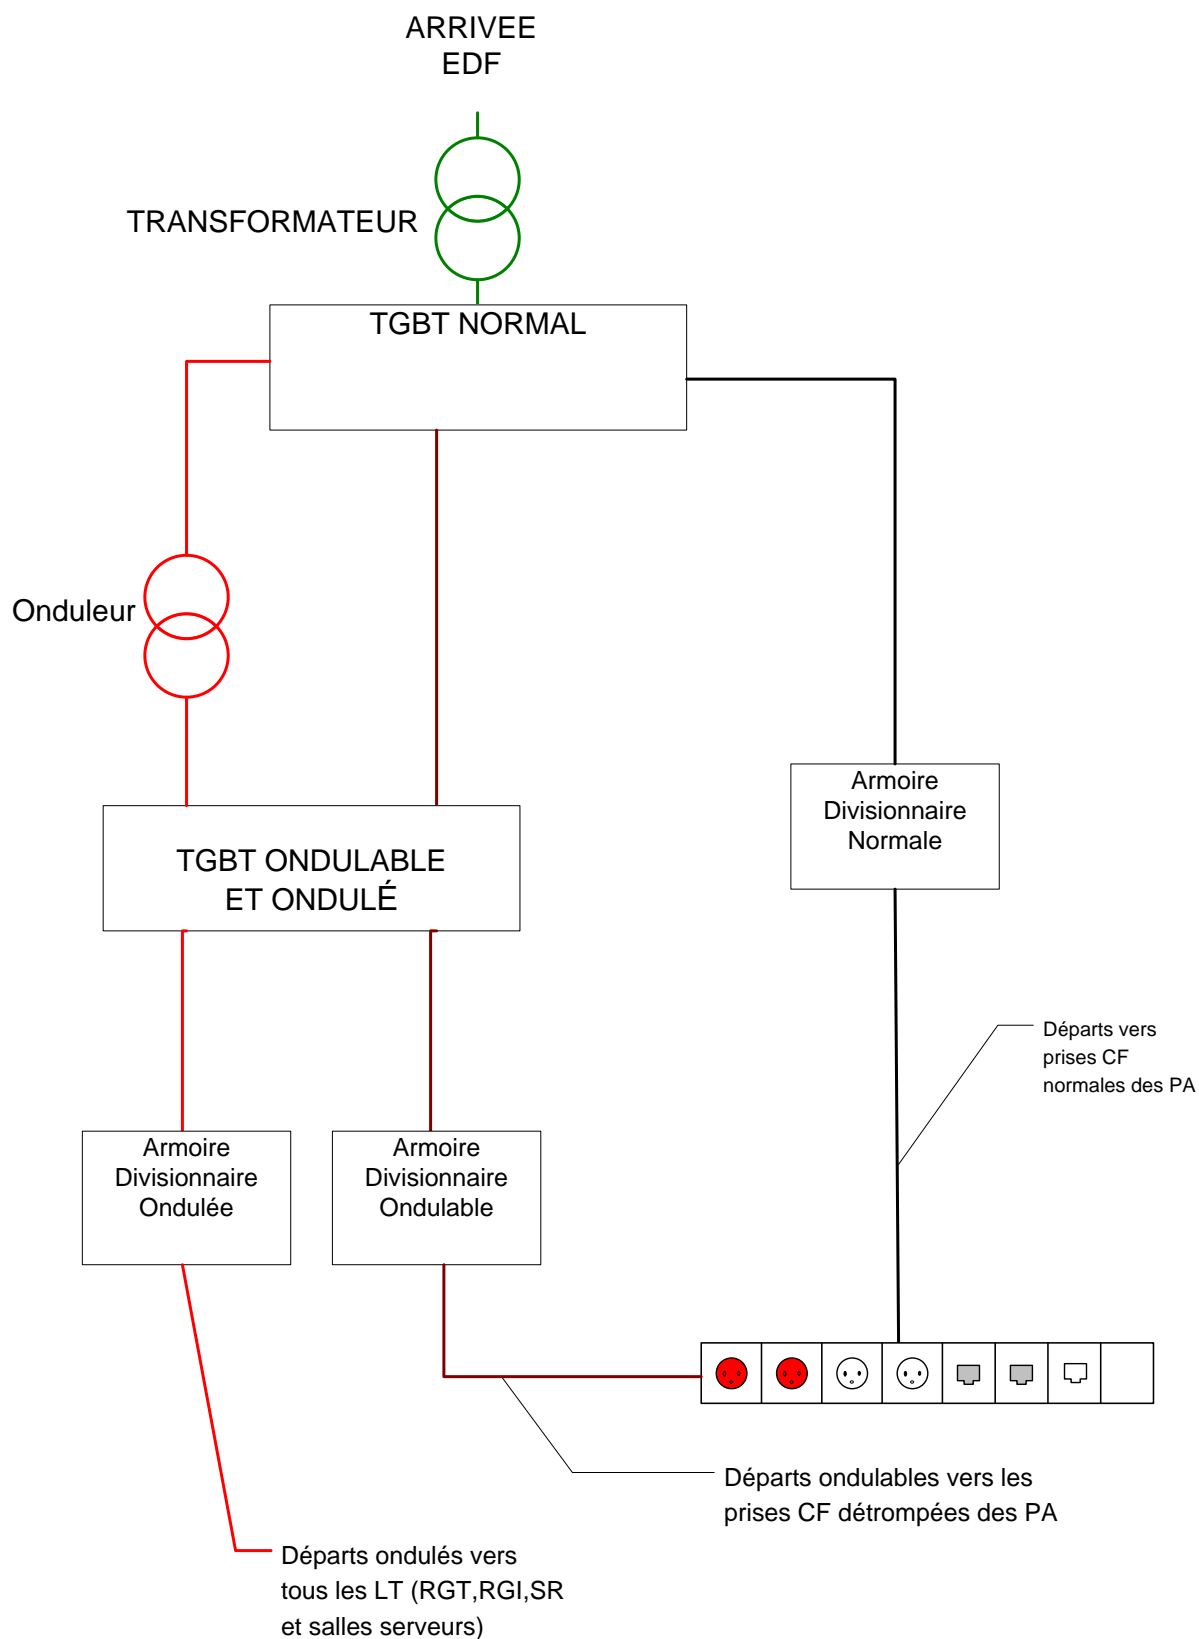 ARRIVEE
EDF
TRANSFORMATEUR
TGBT NORMAL
Onduleur
Armoire
Divisionnaire
Normale
TGBT ONDULABLE
ET ONDULÉ
Départs vers
prises CF
normales des PA
Armoire
Divisionnaire
Ondulée
Armoire
Divisionnaire
Ondulable
Départs ondulables vers les
prises CF détrompées des PA
Départs ondulés vers
tous les LT (RGT,RGI,SR
et salles serveurs)